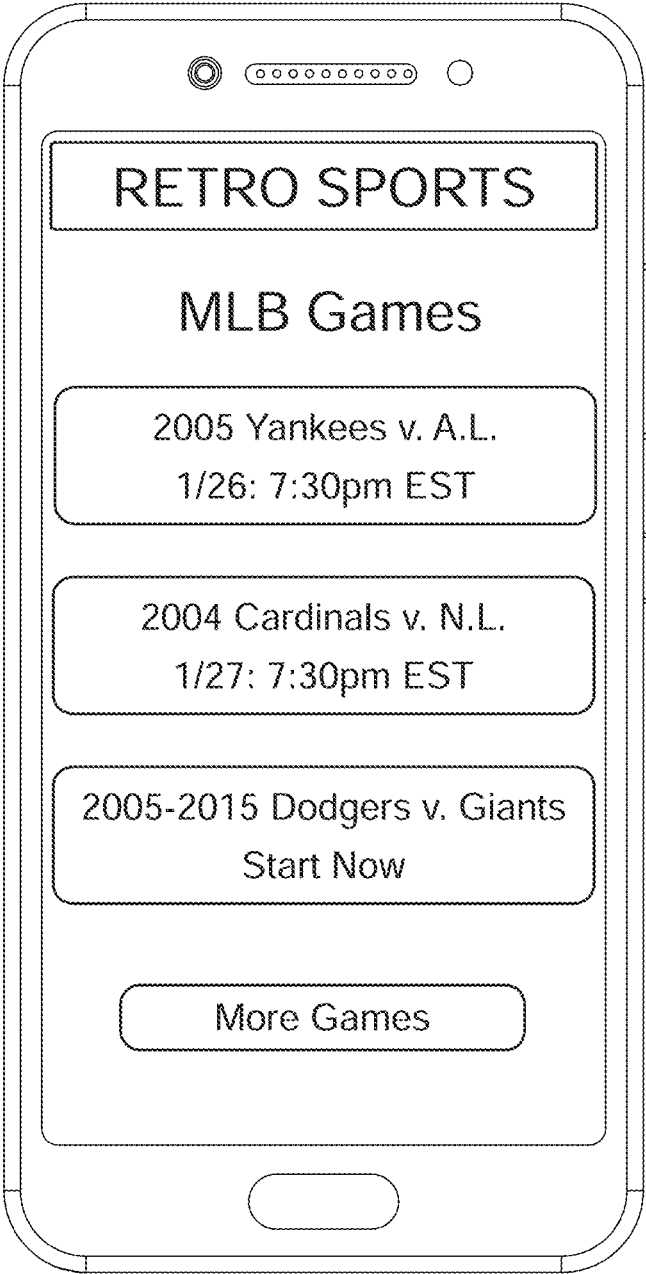 RETRO SPORTS
MLB Games
2005 Yankees v. A.L.
1/26: 7:30pm EST
2004 Cardinals v. N.L.
1/27: 7:30pm EST
2005-2015 Dodgers v. Giants
Start Now
More Games